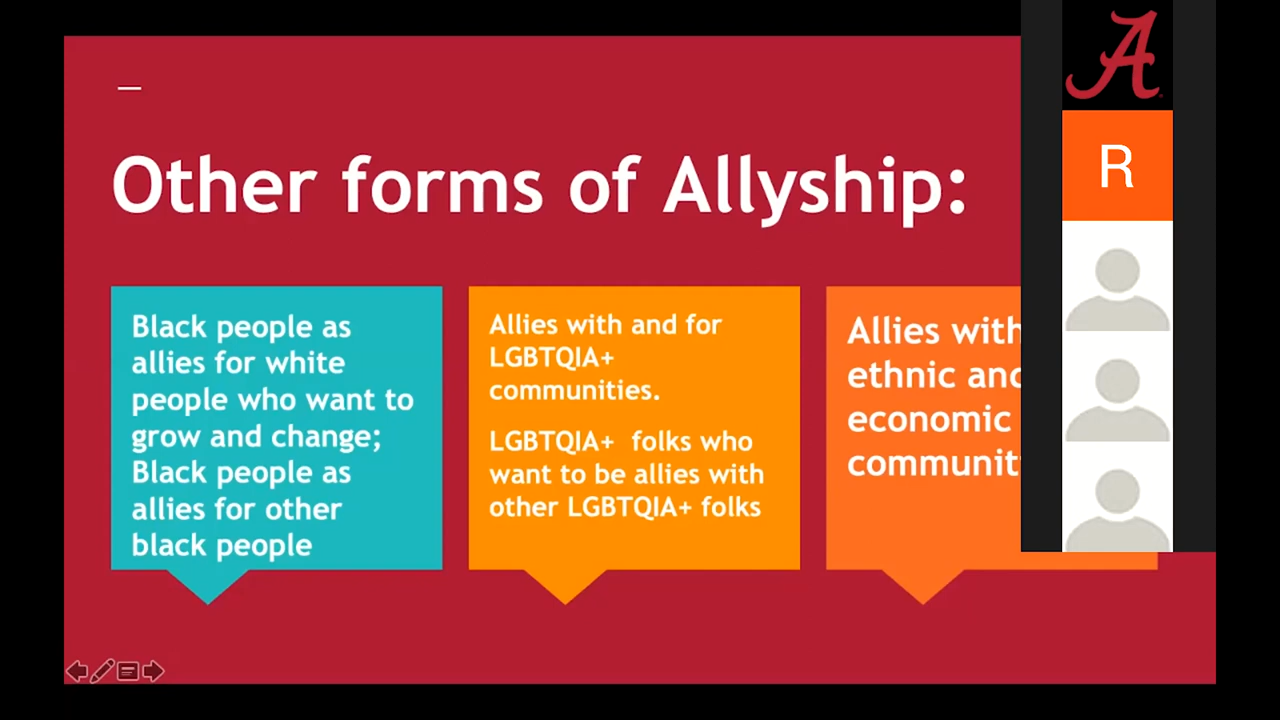 Other forms of Allyship:
Black people as
allies for white
people who want to
grow and change;
Black people as
allies for other
black people
Allies with and for
LGBTQIA+
communities.
LGBTQIA+ folks who
want to be allies with
other LGBTQIA+ folks
Allies with
ethnic
economic
A
R